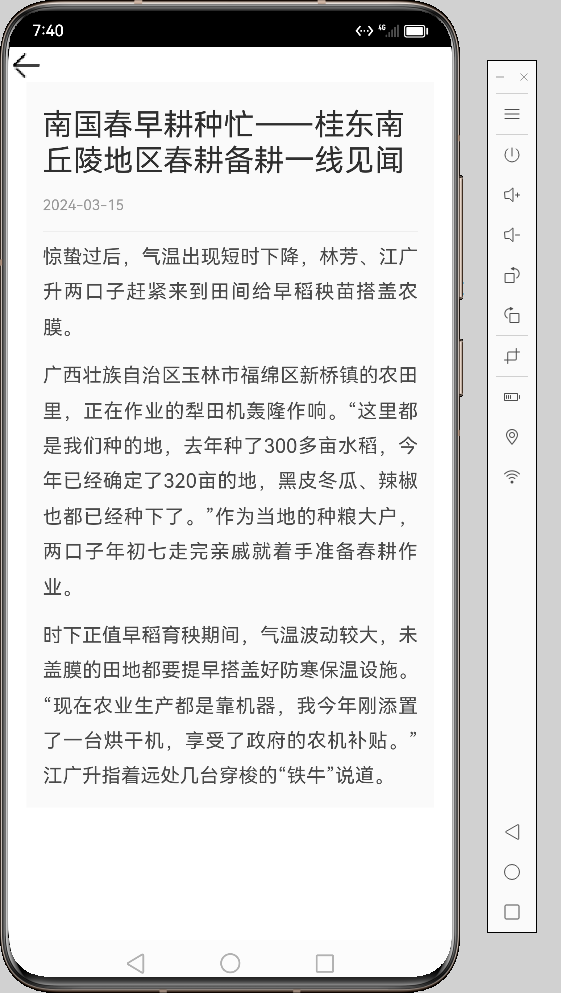 7:40
4G
南国春早耕种忙——桂东南
丘陵地区春耕备耕一线见闻
2024-03-15
惊蛰过后，气温出现短时下降，林芳、江广
升两口子赶紧来到田间给早稻秧苗搭盖农
膜。
广西壮族自治区玉林市福绵区新桥镇的农田
里，正在作业的犁田机轰隆作响。“这里都
是我们种的地，去年种了300多亩水稻，今
年已经确定了320亩的地，黑皮冬瓜、辣椒
也都已经种下了。”作为当地的种粮大户，
两口子年初七走完亲戚就着手准备春耕作
业。
时下正值早稻育秧期间，气温波动较大，未
盖膜的田地都要提早搭盖好防寒保温设施。
“现在农业生产都是靠机器，我今年刚添置
了一台烘干机，享受了政府的农机补贴。”
江广升指着远处几台穿梭的“铁牛”说道。